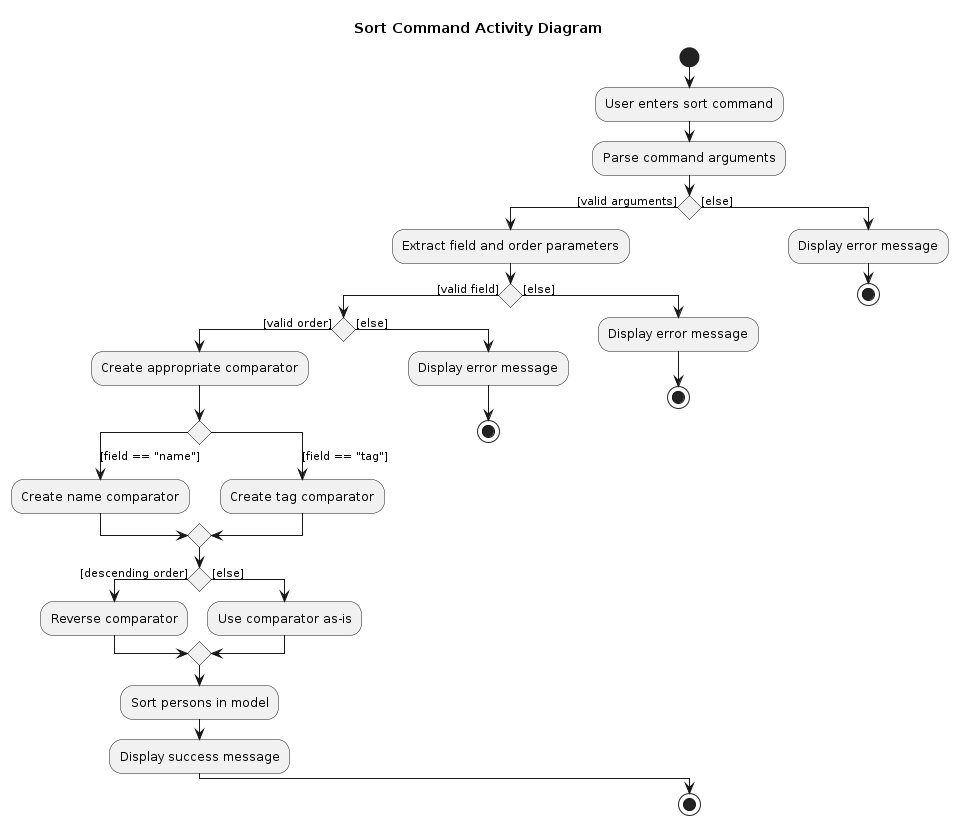 Sort Command Activity Diagram
User enters sort command
Parse command arguments
[valid arguments]
[else]
Extract field and order parameters
Display error message
[valid field]
[else]
[valid order]
[else]
Display error message
Create appropriate comparator
Display error message
[field == "name"]
[field == "tag"]
Create name comparator
Create tag comparator
[descending order]
[else]
Reverse comparator
Use comparator as-is
Sort persons in model
Display success message